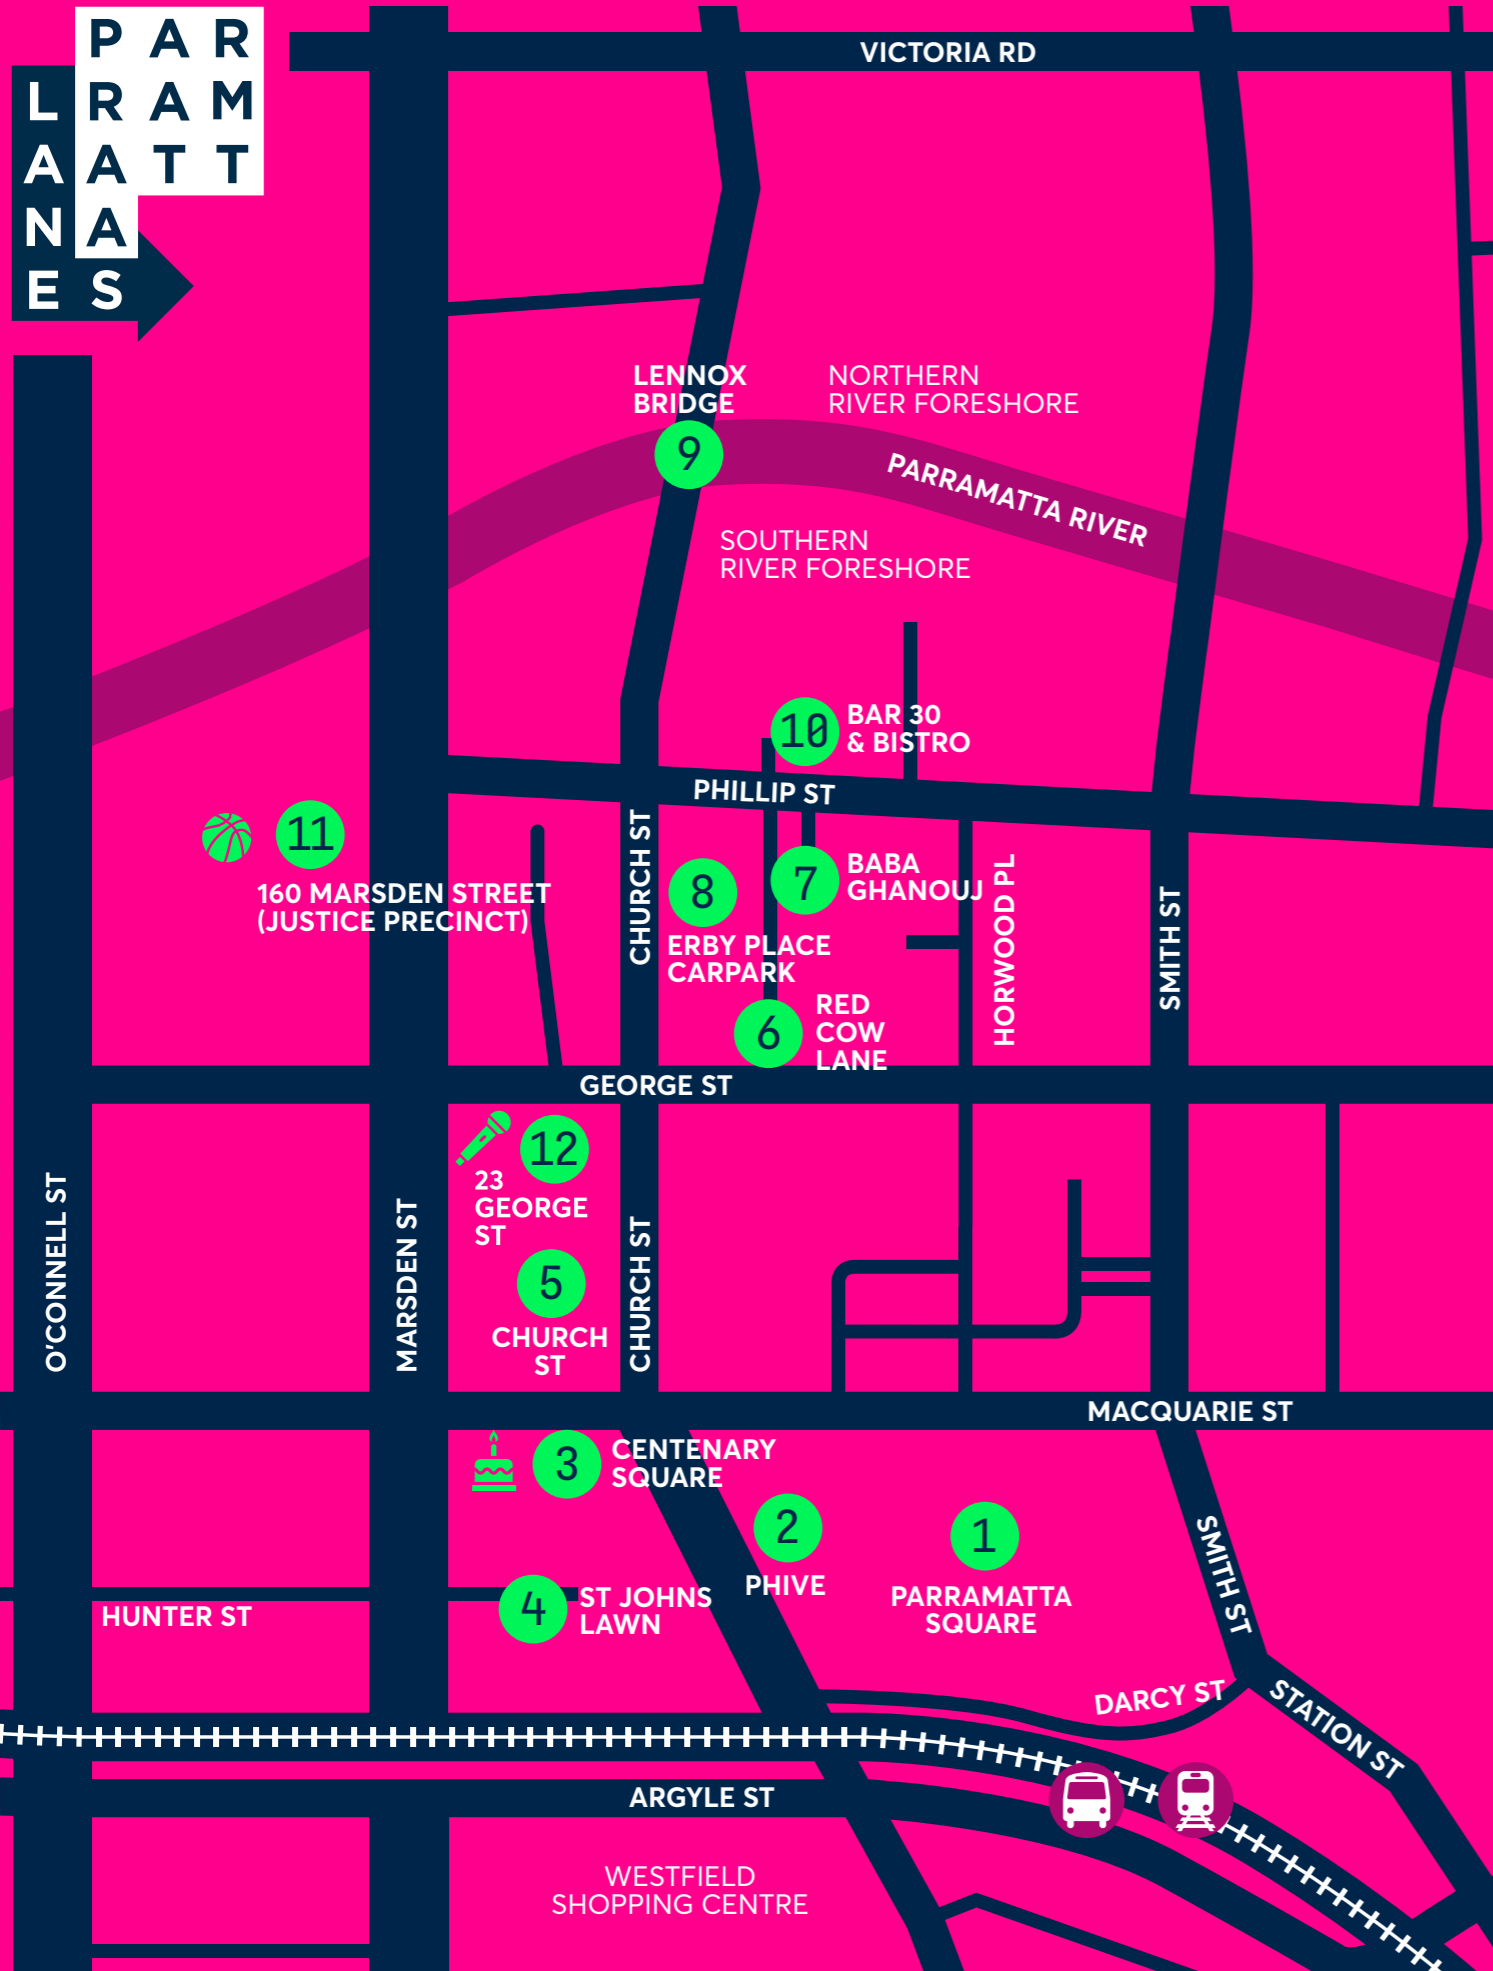 PAR
LRAM
AATT
NA
ES
VICTORIA RD
LENNOX
BRIDGE
9
NORTHERN
RIVER FORESHORE
PARRAMATTA RIVER
SOUTHERN
RIVER FORESHORE
10
BAR 30
& BISTRO
PHILLIP ST
11
160 MARSDEN STREET
(JUSTICE PRECINCT)
CHURCH ST
8
ERBY PLACE
CARPARK
7
BABA
GHANOUJ
HORWOOD PL
SMITH ST
6
RED
COW
LANE
GEORGE ST
12
23
GEORGE
ST
O'CONNELL ST
MARSDEN ST
5
CHURCH
ST
CHURCH ST
MACQUARIE ST
3
CENTENARY
SQUARE
2
PHIVE
1
PARRAMATTA
SQUARE
SMITH ST
HUNTER ST
4
ST JOHNS
LAWN
DARCY ST
STATION ST
ARGYLE ST
WESTFIELD
SHOPPING CENTRE